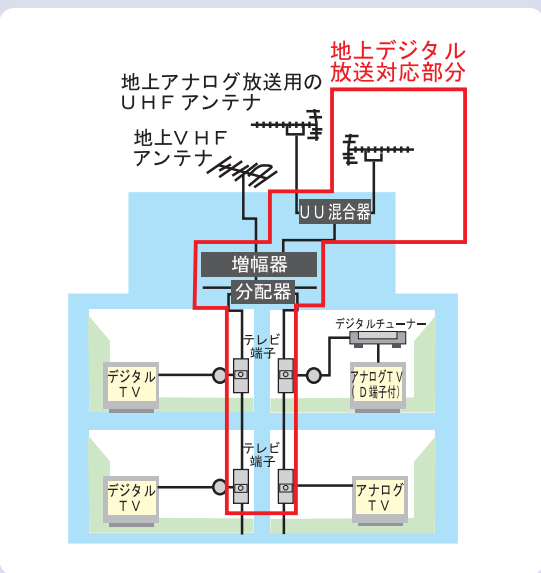 地上デジタル
放送対応部分
地上アナログ放送用の
UHFアンテナ
地上VHF
アンテナ
UU混合器
増幅器
分配器
デジタルチューナー
テレビ
端子
デジタル
TV
アナログTV
(D端子付)
テレビ
端子
デジタル
TV
アナログ
TV